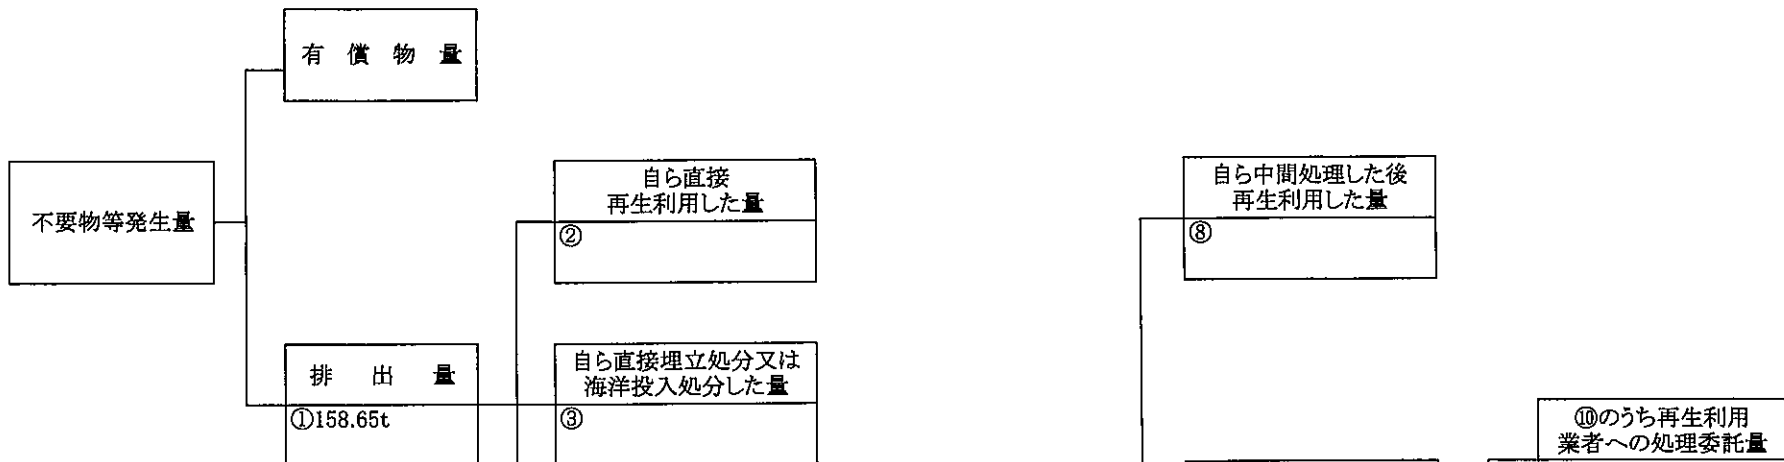 有償物量
不要物等発生量
自ら直接
再生利用した量
②
自ら中間処理した後
再生利用した量
⑧
排出量
①158.65t
自ら直接埋立処分又は
海洋投入処分した量
③
⑩のうち再生利用
業者への処理委託量